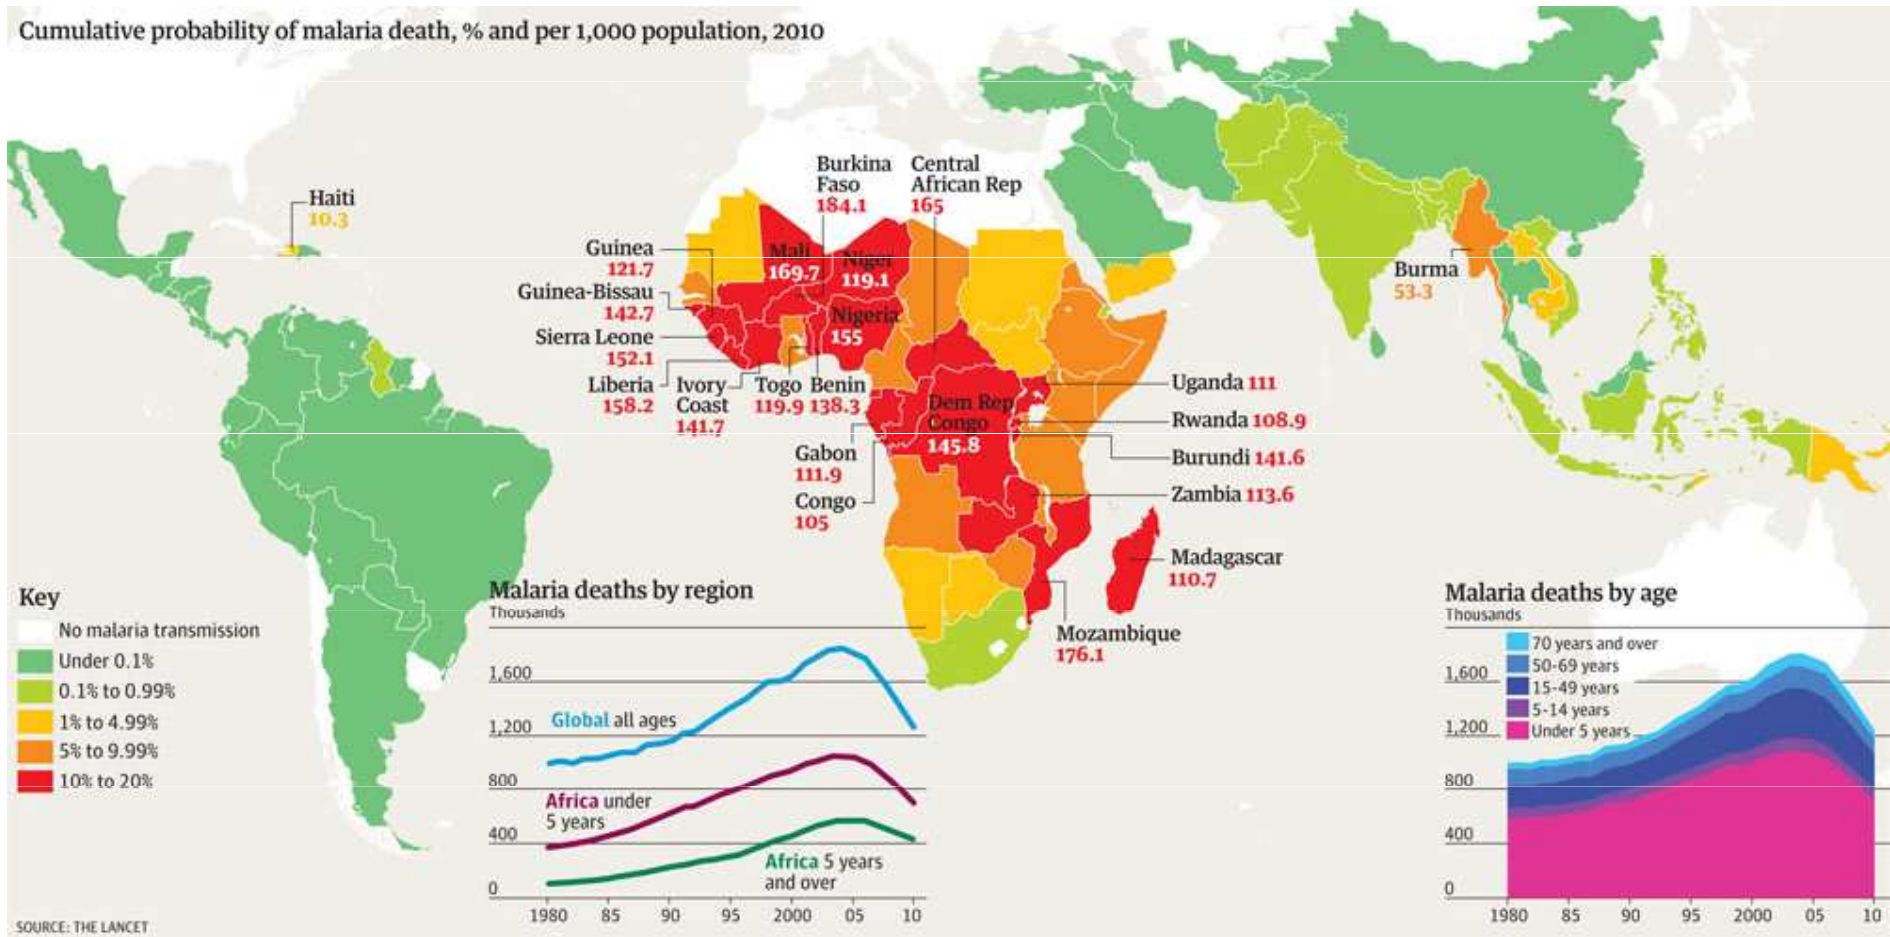 Cumulative probability of malaria death, % and per 1,000 population, 2010
Haiti
10.3
Burkina
Faso
184.1
Central
African Rep
165
Guinea
121.7
Guinea-Bissau
142.7
Sierra Leone
152.1
Liberia
158.2
Ivory
Coast
141.7
Togo
119.9
Benin
138.3
Mali
169.7
Niger
119.1
Nigeria
155
Dem Rep
Congo
145.8
Gabon
111.9
Congo
105
Uganda 111
Rwanda 108.9
Burundi 141.6
Zambia 113.6
Madagascar
110.7
Mozambique
176.1
Burma
53.3
Key
No malaria transmission
Under 0.1%
0.1% to 0.99%
1% to 4.99%
5% to 9.99%
10% to 20%
SOURCE: THE LANCET
Malaria deaths by region
Thousands
1,600
1,200
800
400
0
Global all ages
Africa under
5 years
Africa 5 years
and over
1980 85 90 95 2000 05 10
Malaria deaths by age
Thousands
70 years and over
50-69 years
15-49 years
5-14 years
Under 5 years
1,600
1,200
800
400
0
1980 85 90 95 2000 05 10